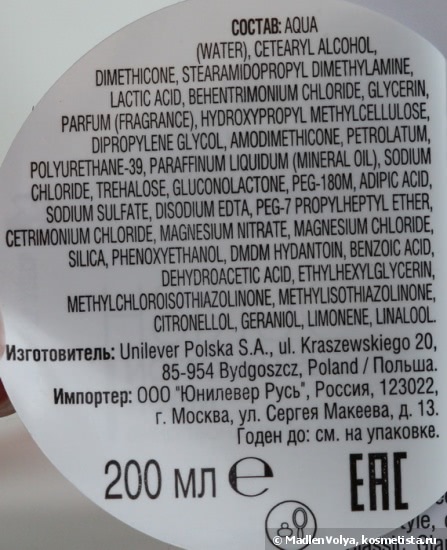 СОСТАВ: AQUA
(WATER), CETEARYL ALCOHOL,
DIMETHICONE, STEARAMIDOPROPYL DIMETHYLAMINE,
LACTIC ACID, BEHENTRIMONIUM CHLORIDE, GLYCERIN,
PARFUM (FRAGRANCE), HYDROXYPROPYL METHYLCELLULOSE,
DIPROPYLENE GLYCOL, AMODIMETHICONE, PETROLATUM,
POLYURETHANE-39, PARAFFINUM LIQUIDUM (MINERAL OIL), SODIUM
CHLORIDE, TREHALOSE, GLUCONOLACTONE, PEG-180M, ADIPIC ACID,
SODIUM SULFATE, DISODIUM EDTA, PEG-7 PROPYLHEPTYL ETHER,
CETRIMONIUM CHLORIDE, MAGNESIUM NITRATE, MAGNESIUM CHLORIDE,
SILICA, PHENOXYETHANOL, DMDM HYDANTOIN, BENZOIC ACID,
DEHYDROACETIC ACID, ETHYLHEXYLGLYCERIN,
METHYLCHLOROISOTHIAZOLINONE, METHYLISOTHIAZOLINONE,
CITRONELLOL, GERANIOL, LIMONENE, LINALOOL.
Изготовитель: Unilever Polska S.A., ul. Kraszewskiego 20,
85-954 Bydgoszcz, Poland / Польша.
Импортер: ООО "Юнилевер Русь", Россия, 123022,
г. Москва, ул. Сергея Макеева, д. 13.
Годен до: см. на упаковке.
200 мл ℮ EAC
© MadlenVolya, kosmetista.ru